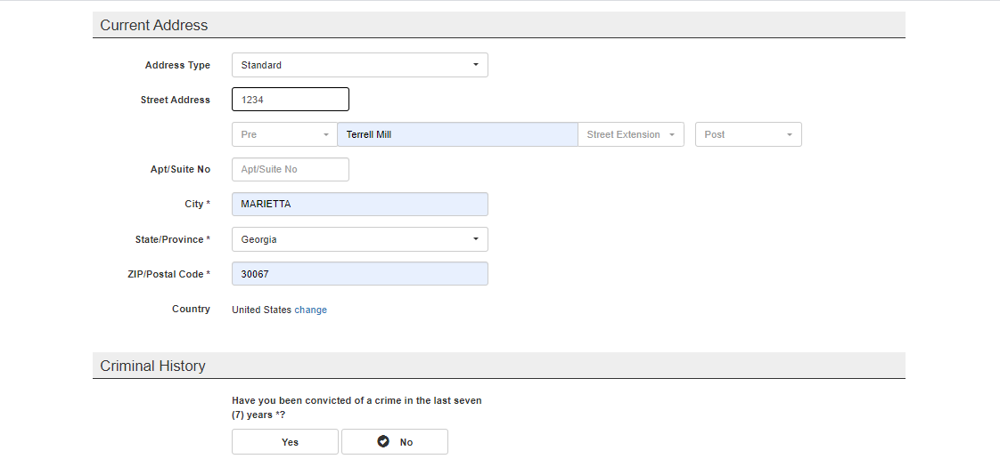 Current Address
Address Type Standard
Street Address 1234
Pre Terrell Mill Street Extension Post
Apt/Suite No Apt/Suite No
City * MARIETTA
State/Province * Georgia
ZIP/Postal Code * 30067
Country United States change
Criminal History
Have you been convicted of a crime in the last seven
(7) years *?
Yes No